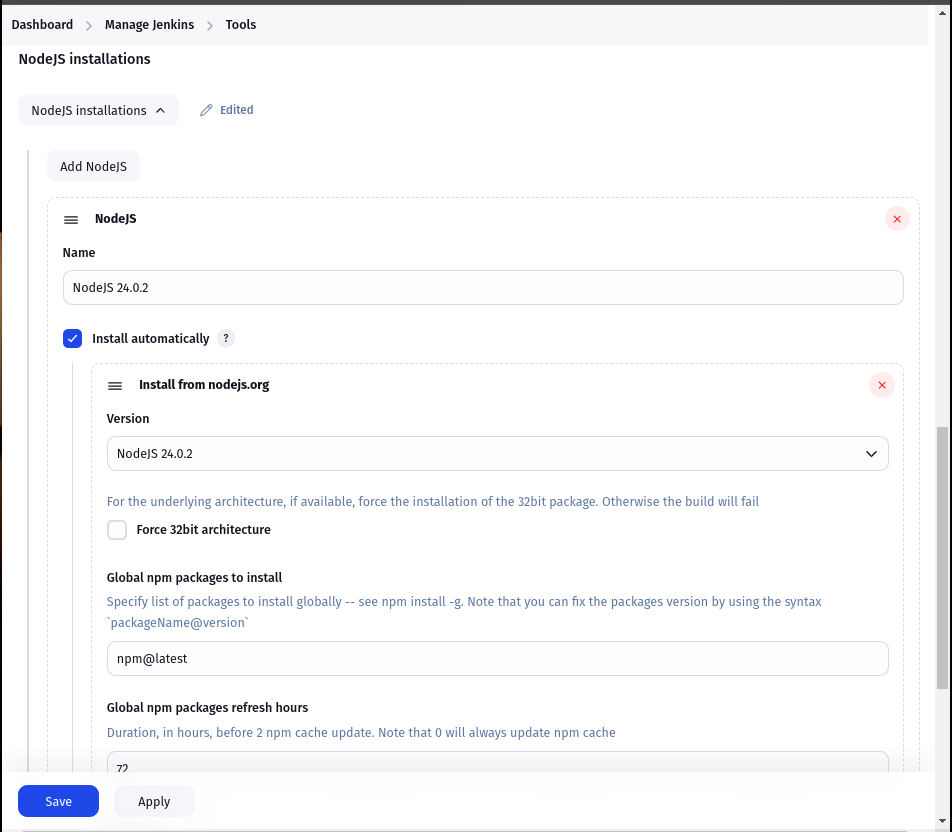 Dashboard > Manage Jenkins > Tools
NodeJS installations
NodeJS installations Edited
Add NodeJS
NodeJS
Name
NodeJS 24.0.2
Install automatically ?
Install from nodejs.org
Version
NodeJS 24.0.2
For the underlying architecture, if available, force the installation of the 32bit package. Otherwise the build will fail
Force 32bit architecture
Global npm packages to install
Specify list of packages to install globally -- see npm install -g. Note that you can fix the packages version by using the syntax
`packageName@version`
npm@latest
Global npm packages refresh hours
Duration, in hours, before 2 npm cache update. Note that 0 will always update npm cache
72
Save Apply